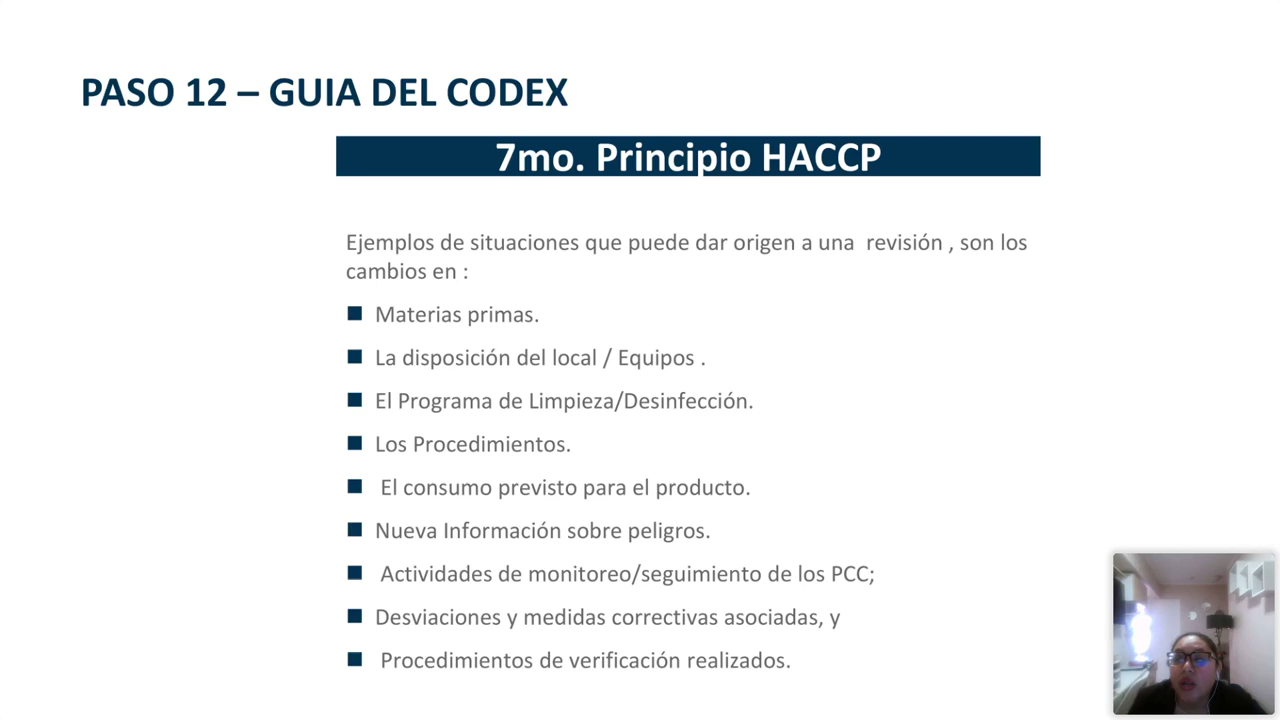 PASO 12 – GUIA DEL CODEX
7mo. Principio HACCP
Ejemplos de situaciones que puede dar origen a una  revisión , son los
cambios en :
Materias primas.
La disposición del local / Equipos .
El Programa de Limpieza/Desinfección.
Los Procedimientos.
El consumo previsto para el producto.
Nueva Información sobre peligros.
Actividades de monitoreo/seguimiento de los PCC;
Desviaciones y medidas correctivas asociadas, y
Procedimientos de verificación realizados.